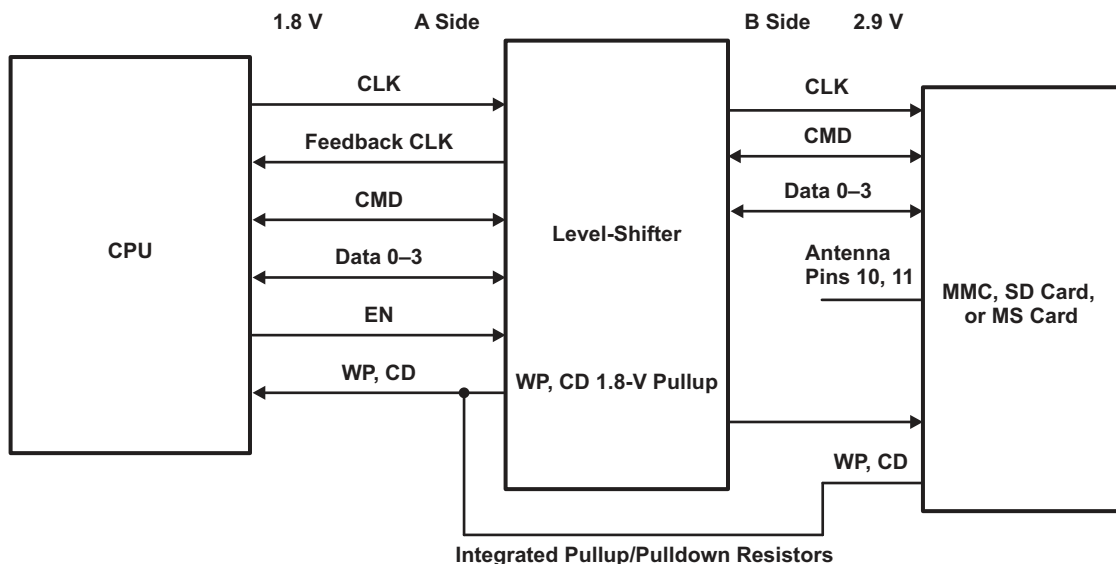 1.8 V A Side B Side 2.9 V
CLK
Feedback CLK
CMD
Data 0–3
EN
WP, CD
CPU
Level-Shifter
WP, CD 1.8-V Pullup
CLK
CMD
Data 0–3
Antenna
Pins 10, 11
WP, CD
MMC, SD Card,
or MS Card
Integrated Pullup/Pulldown Resistors